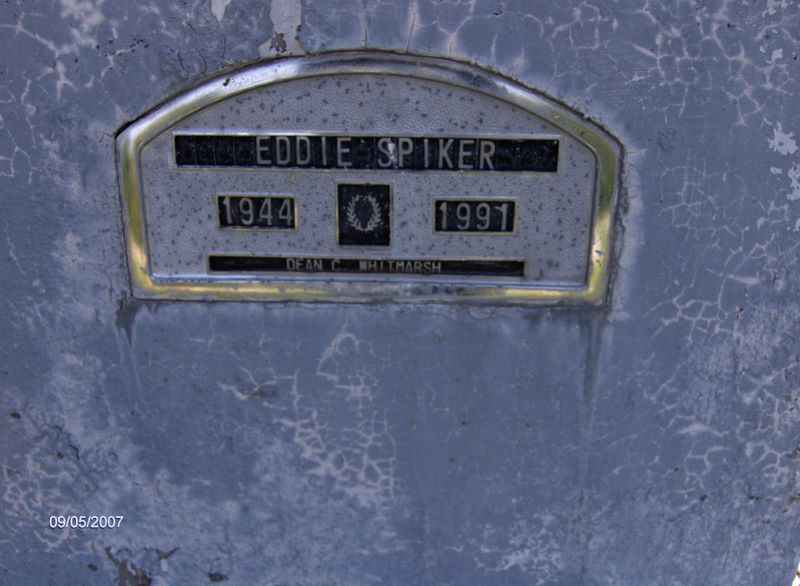 EDDIE SPIKER
1944 1991
DEAN C. WHITMARSH
09/05/2007